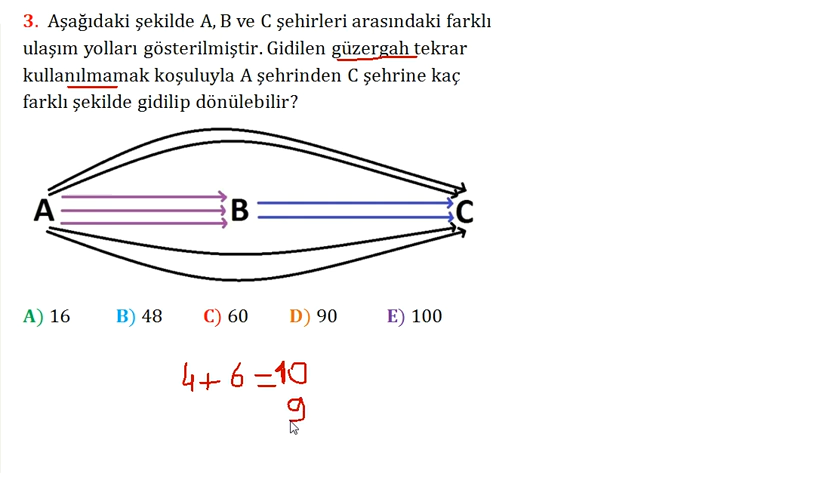 3. Aşağıdaki şekilde A, B ve C şehirleri arasındaki farklı
ulaşım yolları gösterilmiştir. Gidilen güzergah tekrar
kullanılmamak koşuluyla A şehrinden C şehrine kaç
farklı şekilde gidilip dönülebilir?
A B C
A) 16 B) 48 C) 60 D) 90 E) 100
4+6=10
9